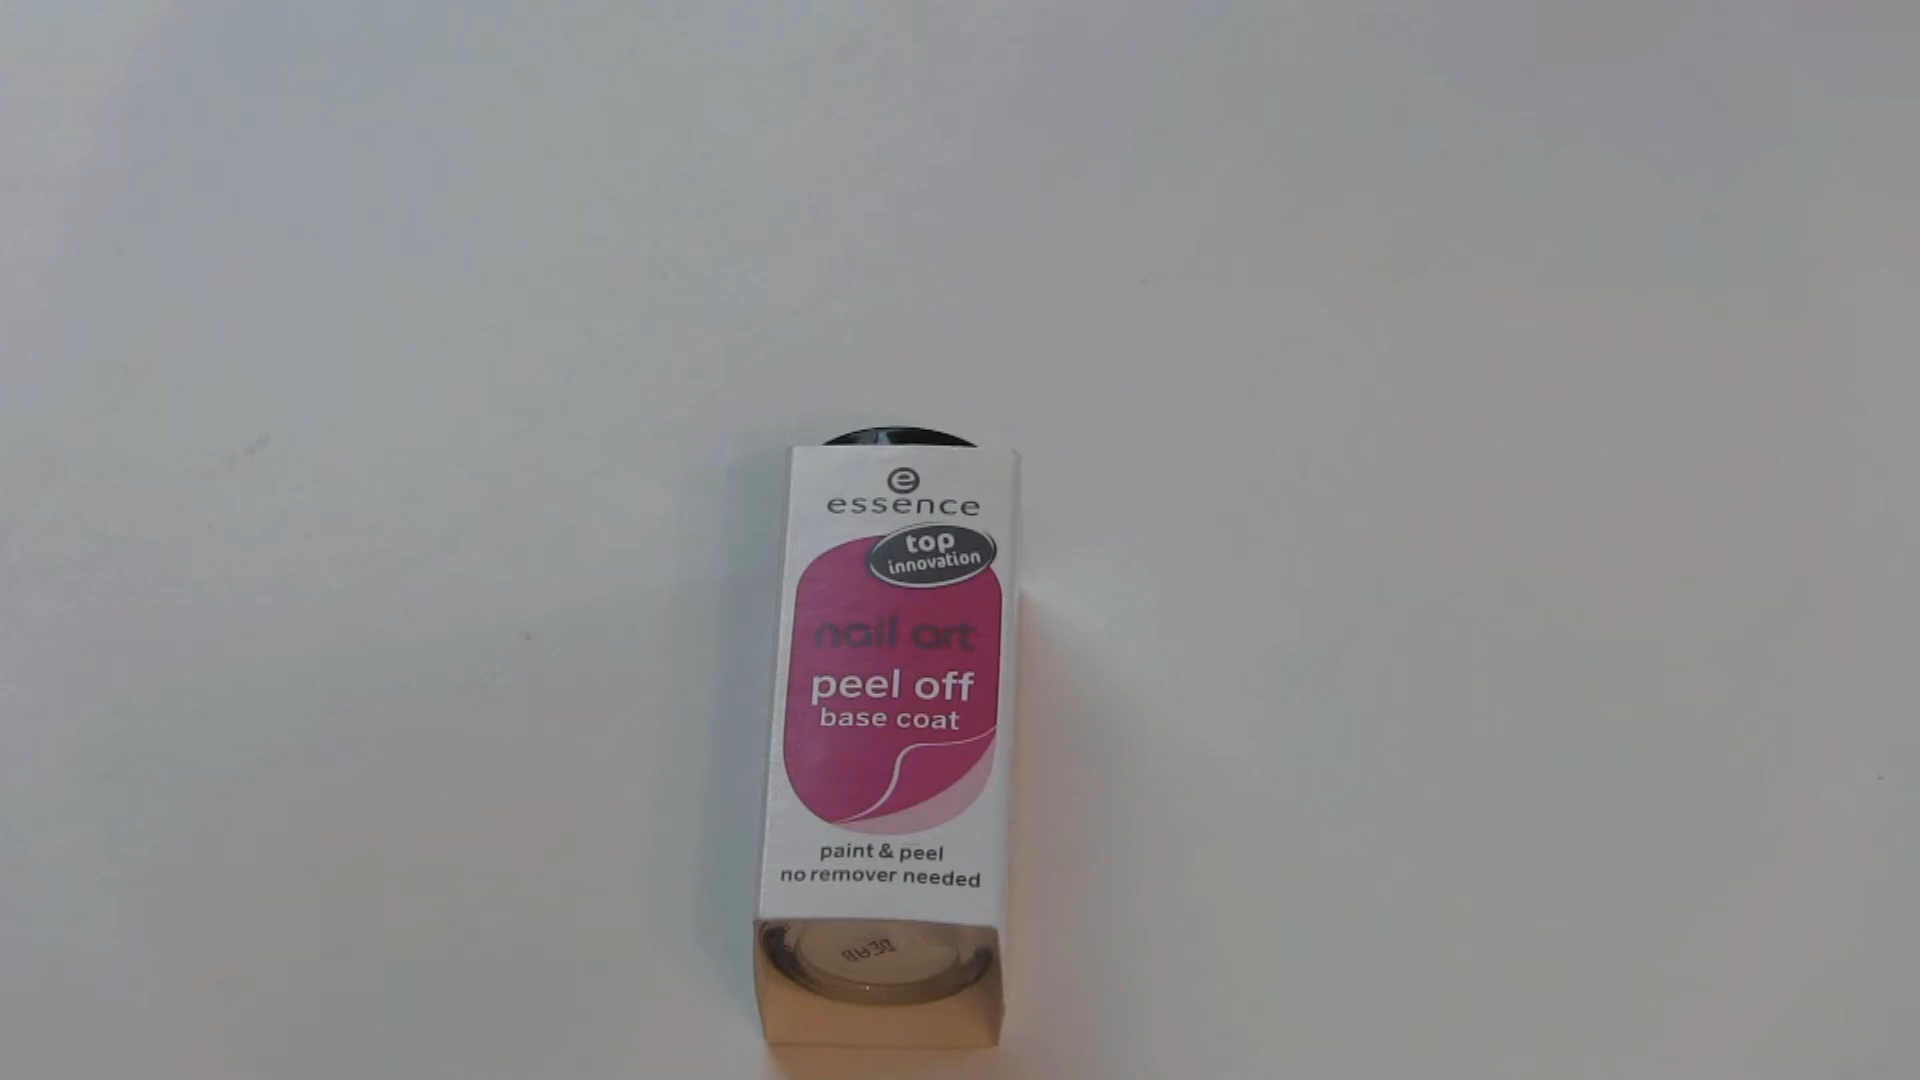 e
essence
top
innovation
nail art
peel off
base coat
paint & peel
no remover needed